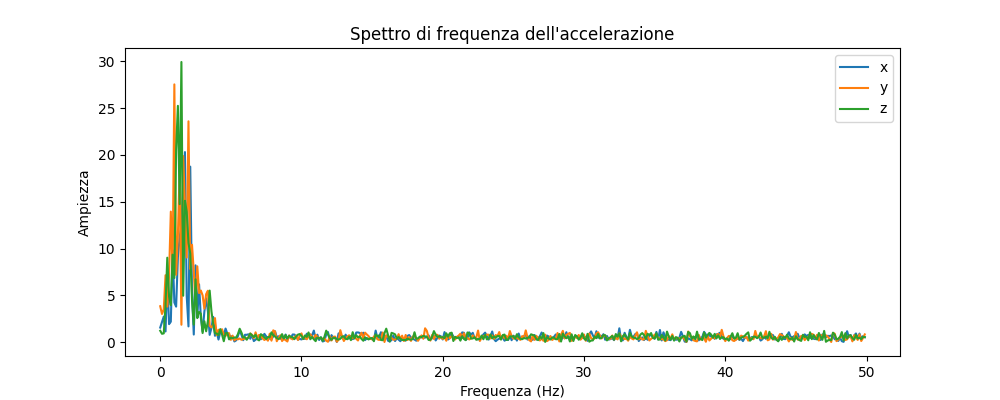 Spettro di frequenza dell'accelerazione
x
y
z
Ampiezza
30
25
20
15
10
5
0
0 10 20 30 40 50
Frequenza (Hz)